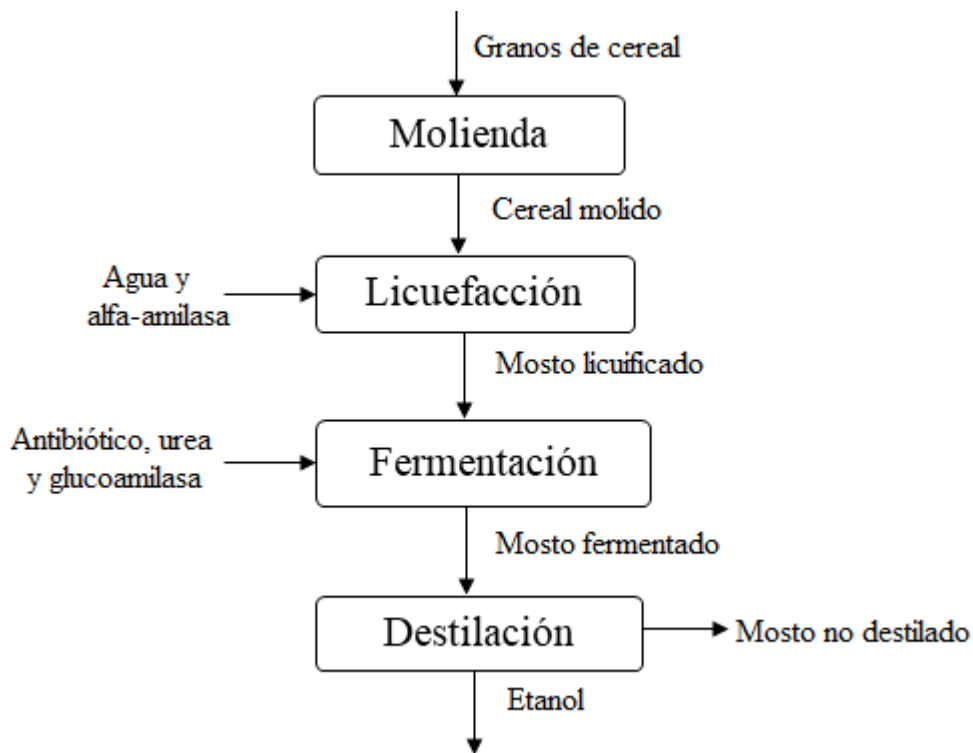 Granos de cereal
Molienda
Cereal molido
Agua y
alfa-amilasa
Licuefacción
Mosto licuificado
Antibiótico, urea
y glucoamilasa
Fermentación
Mosto fermentado
Destilación
Mosto no destilado
Etanol